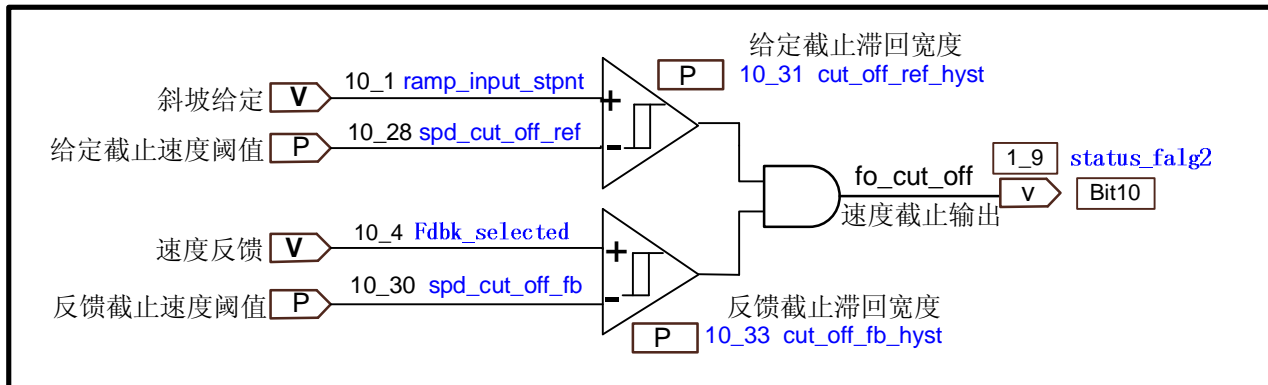 给定截止滞回宽度
P
10_31 cut_off_ref_hyst
斜坡给定
V
10_1 ramp_input_stpnt
+
给定截止速度阈值
P
10_28 spd_cut_off_ref
-
fo_cut_off
速度截止输出
1_9
status_falg2
v
Bit10
速度反馈
V
10_4 Fdbk_selected
+
反馈截止速度阈值
P
10_30 spd_cut_off_fb
-
反馈截止滞回宽度
P
10_33 cut_off_fb_hyst